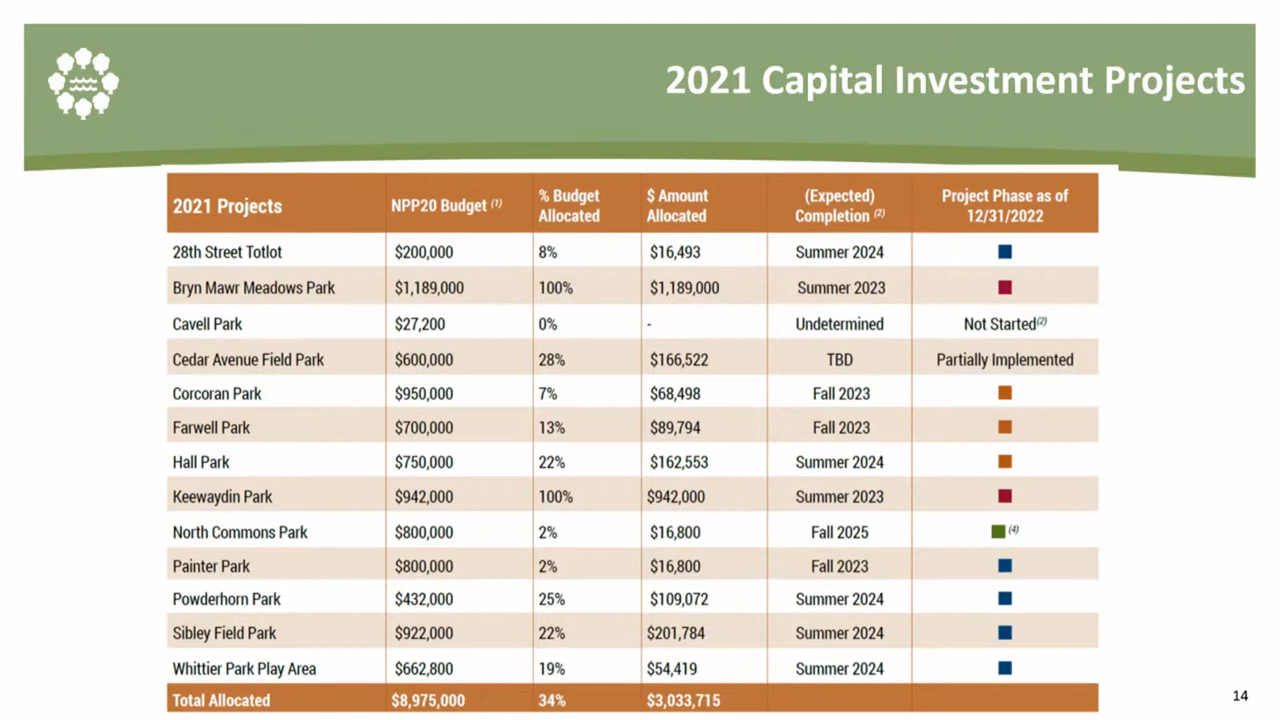 2021 Capital Investment Projects
2021 Projects NPP20 Budget (1) % Budget Allocated $ Amount Allocated (Expected) Completion (2) Project Phase as of 12/31/2022
28th Street Totlot $200,000 8% $16,493 Summer 2024
Bryn Mawr Meadows Park $1,189,000 100% $1,189,000 Summer 2023
Cavell Park $27,200 0% - Undetermined Not Started(2)
Cedar Avenue Field Park $600,000 28% $166,522 TBD Partially Implemented
Corcoran Park $950,000 7% $68,498 Fall 2023
Farwell Park $700,000 13% $89,794 Fall 2023
Hall Park $750,000 22% $162,553 Summer 2024
Keewaydin Park $942,000 100% $942,000 Summer 2023
North Commons Park $800,000 2% $16,800 Fall 2025 (4)
Painter Park $800,000 2% $16,800 Fall 2023
Powderhorn Park $432,000 25% $109,072 Summer 2024
Sibley Field Park $922,000 22% $201,784 Summer 2024
Whittier Park Play Area $662,800 19% $54,419 Summer 2024
Total Allocated $8,975,000 34% $3,033,715
14